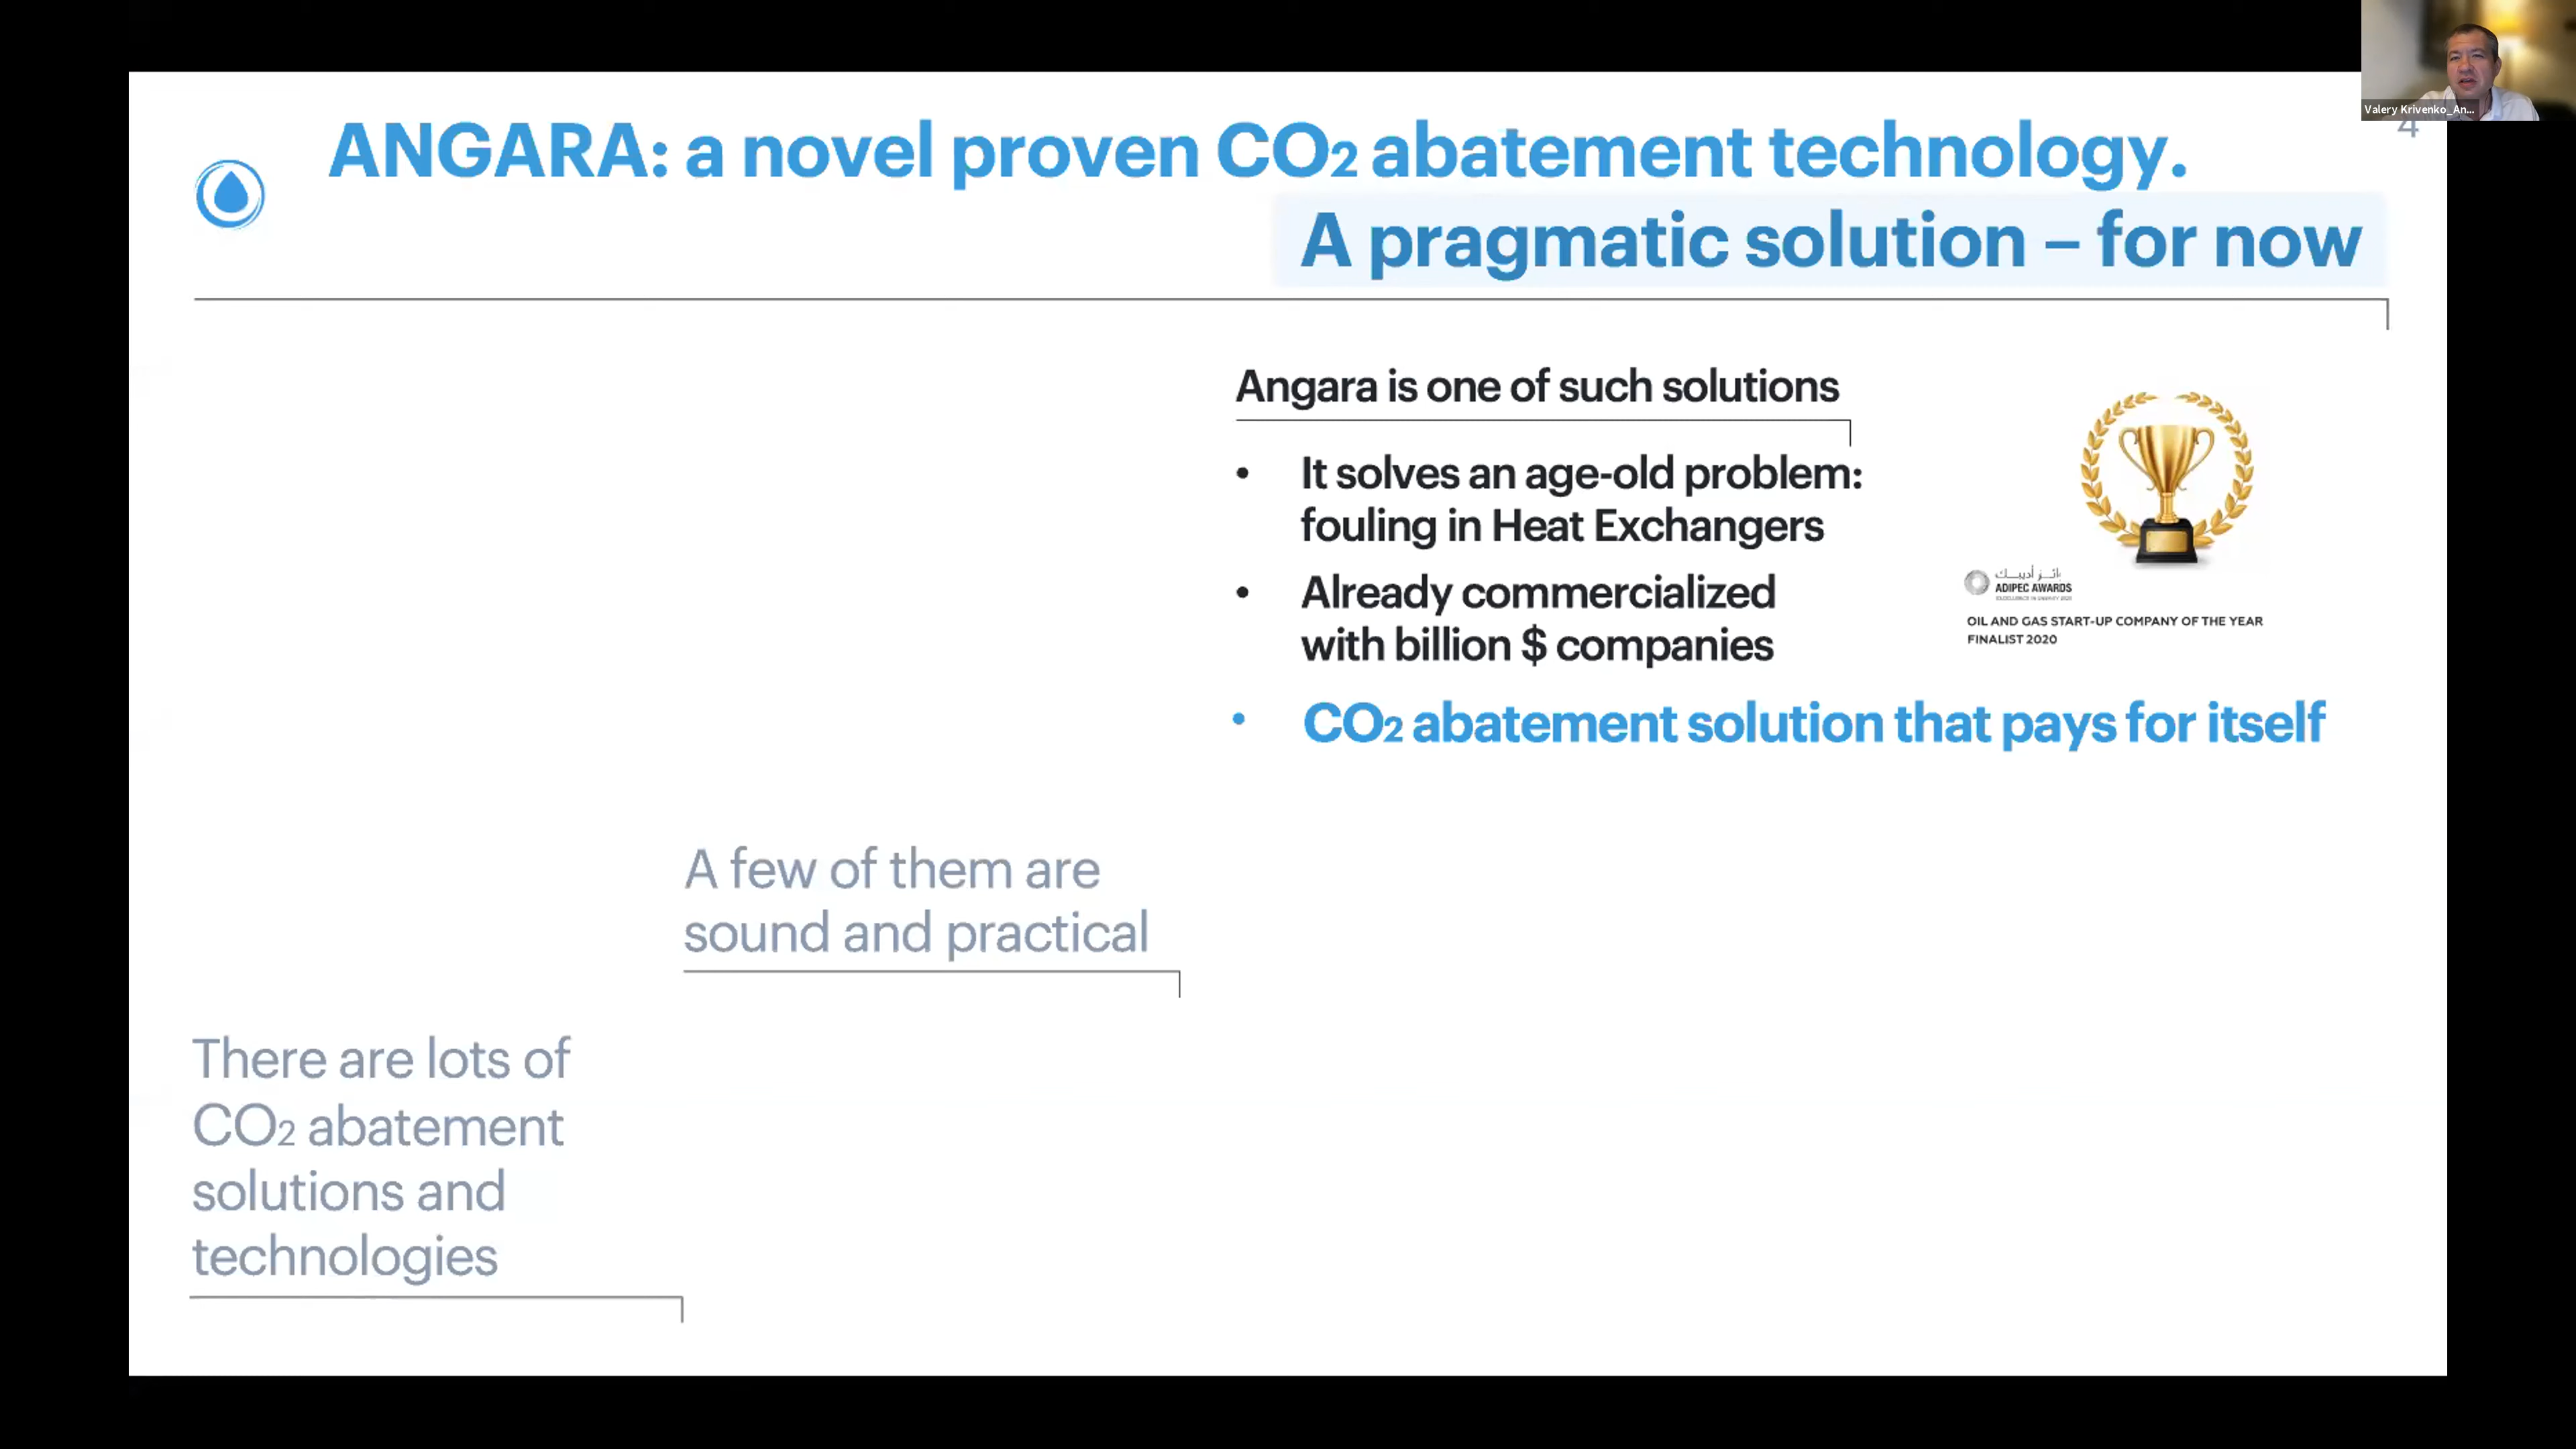 Valery Krivenko_An...
4
ANGARA: a novel proven CO2 abatement technology.
A pragmatic solution – for now
Angara is one of such solutions
• It solves an age-old problem:
fouling in Heat Exchangers
• Already commercialized
with billion $ companies
ADIPEC AWARDS
OIL AND GAS START-UP COMPANY OF THE YEAR
FINALIST 2020
• CO2 abatement solution that pays for itself
A few of them are
sound and practical
There are lots of
CO2 abatement
solutions and
technologies